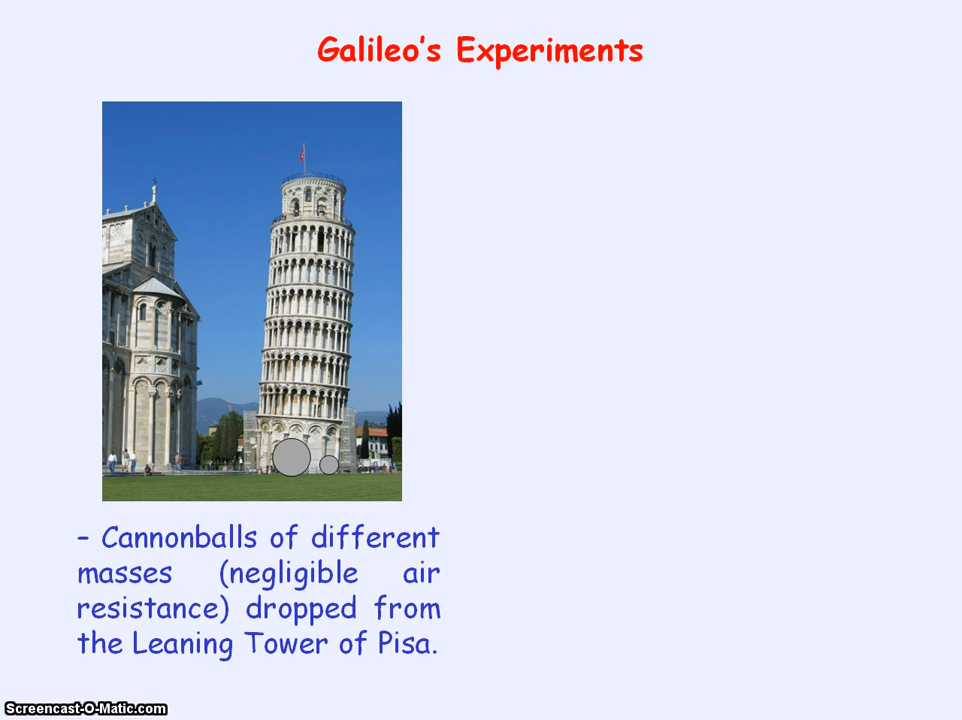 Galileo's Experiments
– Cannonballs of different
masses (negligible air
resistance) dropped from
the Leaning Tower of Pisa.
Screencast-O-Matic.com